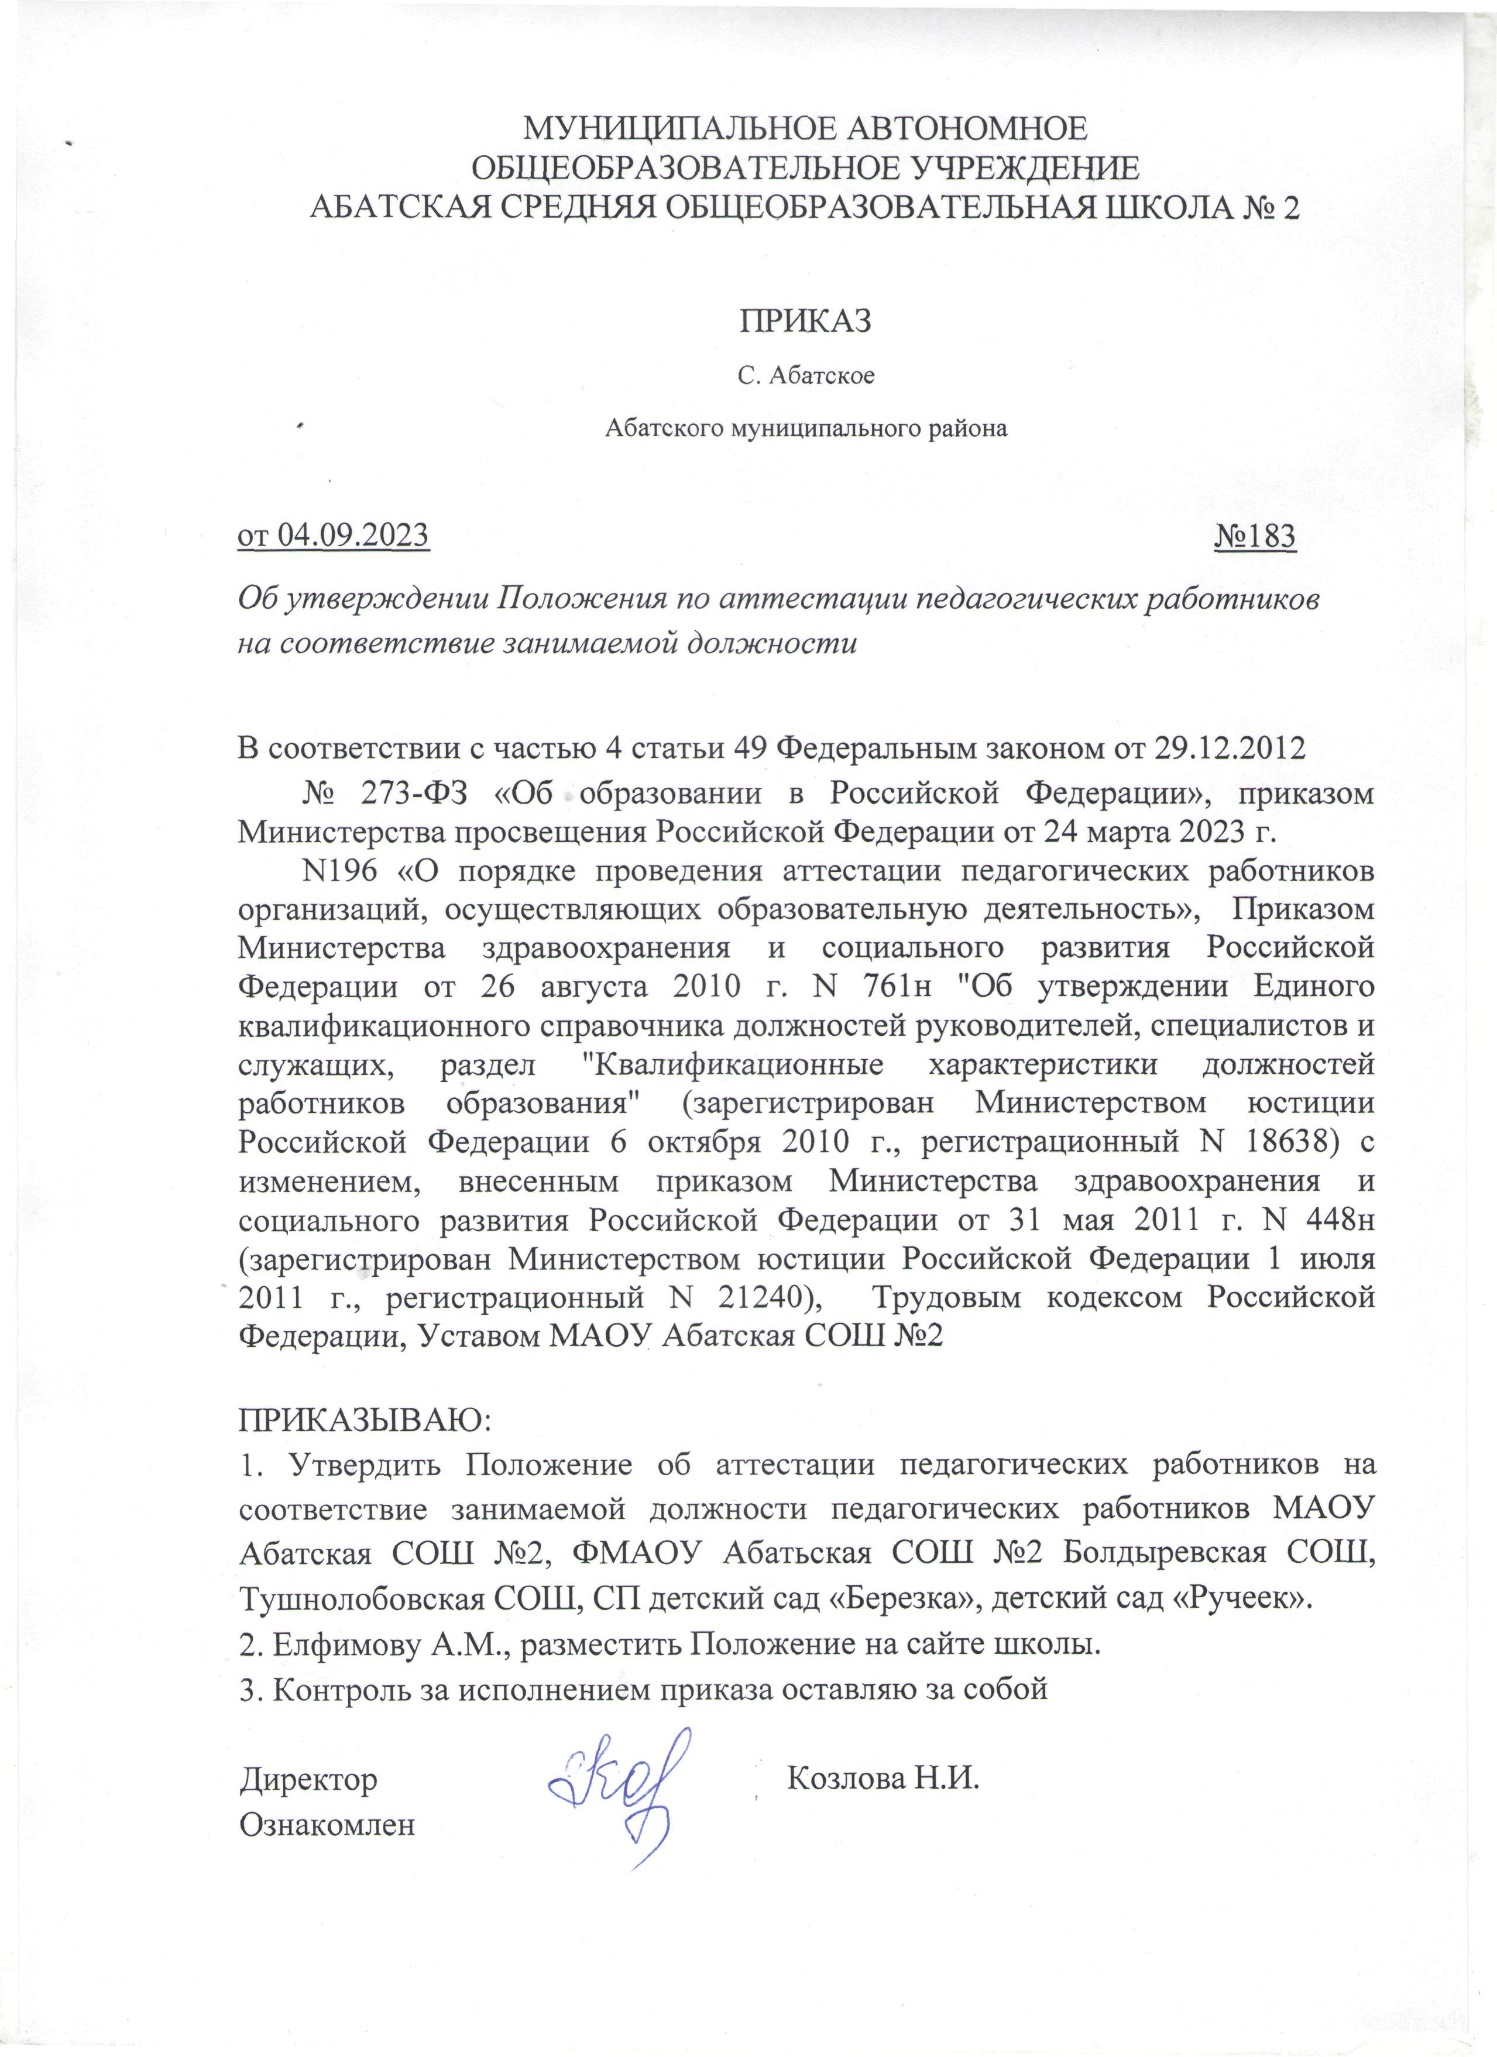 МУНИЦИПАЛЬНОЕ АВТОНОМНОЕ
ОБЩЕОБРАЗОВАТЕЛЬНОЕ УЧРЕЖДЕНИЕ
АБАТСКАЯ СРЕДНЯЯ ОБЩЕОБРАЗОВАТЕЛЬНАЯ ШКОЛА № 2
ПРИКАЗ
С. Абатское
Абатского муниципального района
от 04.09.2023 №183
Об утверждении Положения по аттестации педагогических работников
на соответствие занимаемой должности
В соответствии с частью 4 статьи 49 Федеральным законом от 29.12.2012
№ 273-ФЗ «Об образовании в Российской Федерации», приказом
Министерства просвещения Российской Федерации от 24 марта 2023 г.
N196 «О порядке проведения аттестации педагогических работников
организаций, осуществляющих образовательную деятельность», Приказом
Министерства здравоохранения и социального развития Российской
Федерации от 26 августа 2010 г. N 761н "Об утверждении Единого
квалификационного справочника должностей руководителей, специалистов и
служащих, раздел "Квалификационные характеристики должностей
работников образования" (зарегистрирован Министерством юстиции
Российской Федерации 6 октября 2010 г., регистрационный N 18638) с
изменением, внесенным приказом Министерства здравоохранения и
социального развития Российской Федерации от 31 мая 2011 г. N 448н
(зарегистрирован Министерством юстиции Российской Федерации 1 июля
2011 г., регистрационный N 21240), Трудовым кодексом Российской
Федерации, Уставом МАОУ Абатская СОШ №2
ПРИКАЗЫВАЮ:
1. Утвердить Положение об аттестации педагогических работников на
соответствие занимаемой должности педагогических работников МАОУ
Абатская СОШ №2, ФМАОУ Абатьская СОШ №2 Болдыревская СОШ,
Тушнолобовская СОШ, СП детский сад «Березка», детский сад «Ручеек».
2. Елфимову А.М., разместить Положение на сайте школы.
3. Контроль за исполнением приказа оставляю за собой
Директор Козлова Н.И.
Ознакомлен